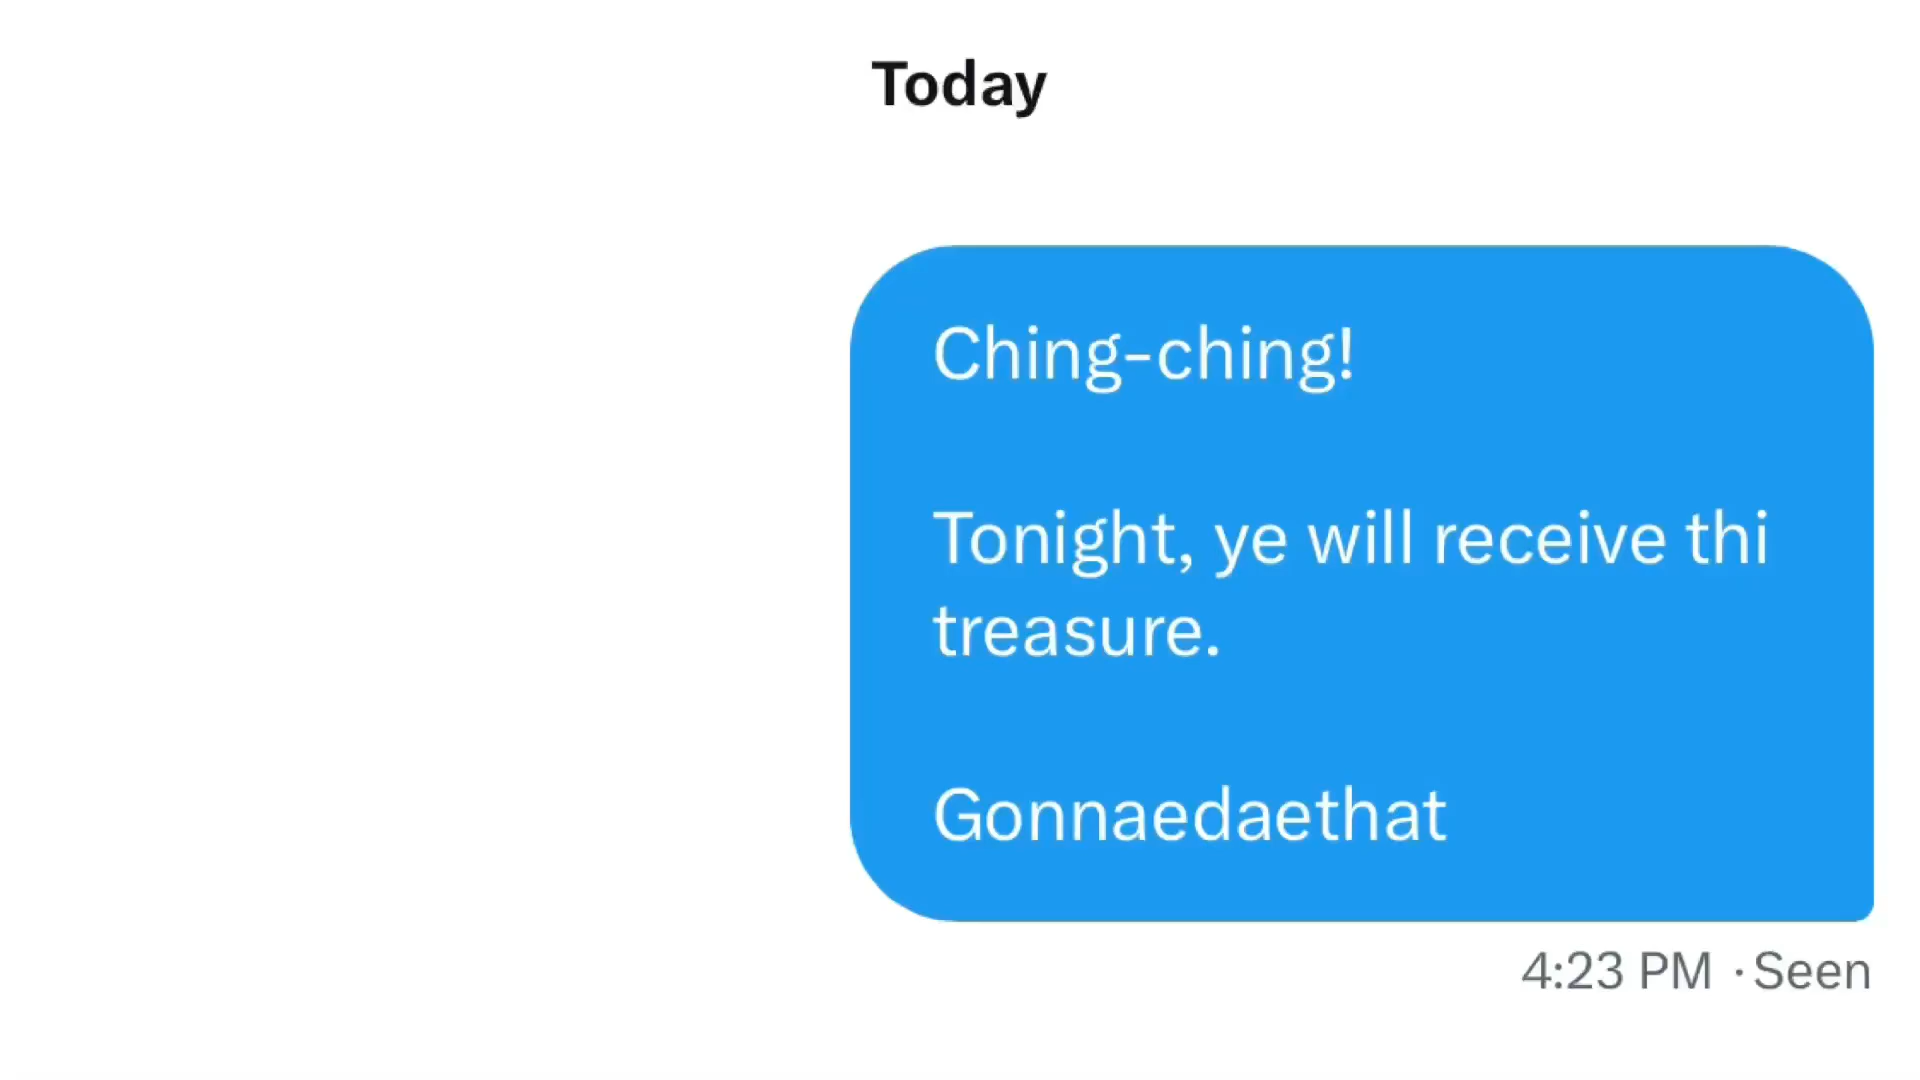 Today
Ching-ching!
Tonight, ye will receive thi
treasure.
Gonnaedaethat
4:23 PM · Seen